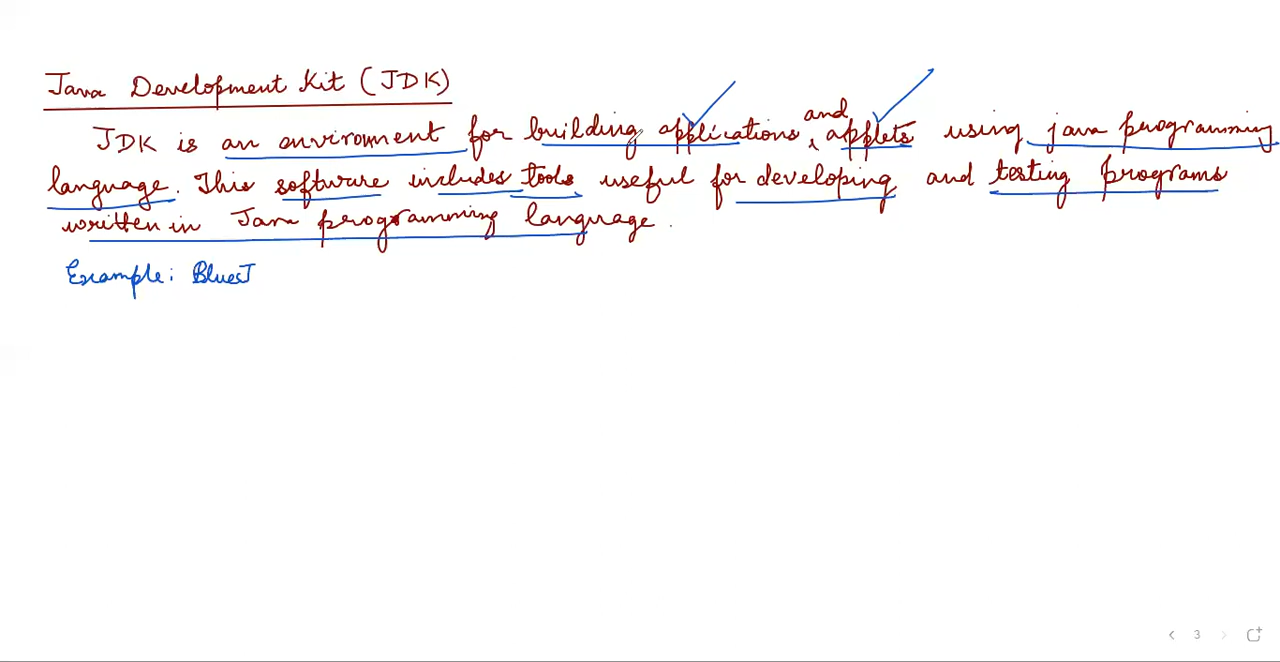 Java Development Kit (JDK)
JDK is an enviroment for building applications and applets using java programming
language. This software includes tools useful for developing and testing programs
written in Java programming language.
Example: BlueJ
3